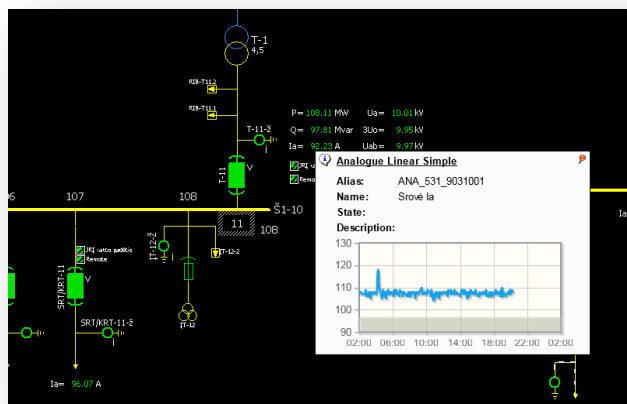 T-1
4,5
RIB-T11.2
RIB-T11.1
P= 108.11 MW Ua= 10.01 kV
Q= 97.81 Mvar 3Uo= 9.95 kV
Ia= 92.23 A Uab= 9.97 kV
T-11-ž
i
V
T-11
Remote
107
108
Š1-10
11
108
Remote
V
SRT/KRT-11
SRT/KRT-11-ž
i
IT-12-ž
i
IT-12-2
IT-12
Ia= 96.07 A
Ia
Analogue Linear Simple
Alias: ANA_531_9031001
Name: Srovė Ia
State:
Description:
130
120
110
100
90
02:00 06:00 10:00 14:00 18:00 22:00 02:00